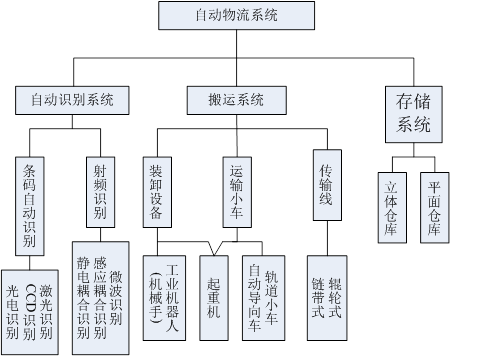 自动物流系统
自动识别系统
搬运系统
存储
系统
条码自动识别
射频识别
装卸设备
运输小车
传输线
立体仓库
平面仓库
激光识别
CCD识别
光电识别
微波识别
感应耦合识别
静电耦合识别
工业机器人
(机械手)
起重机
轨道小车
自动导向车
辊轮式
链带式